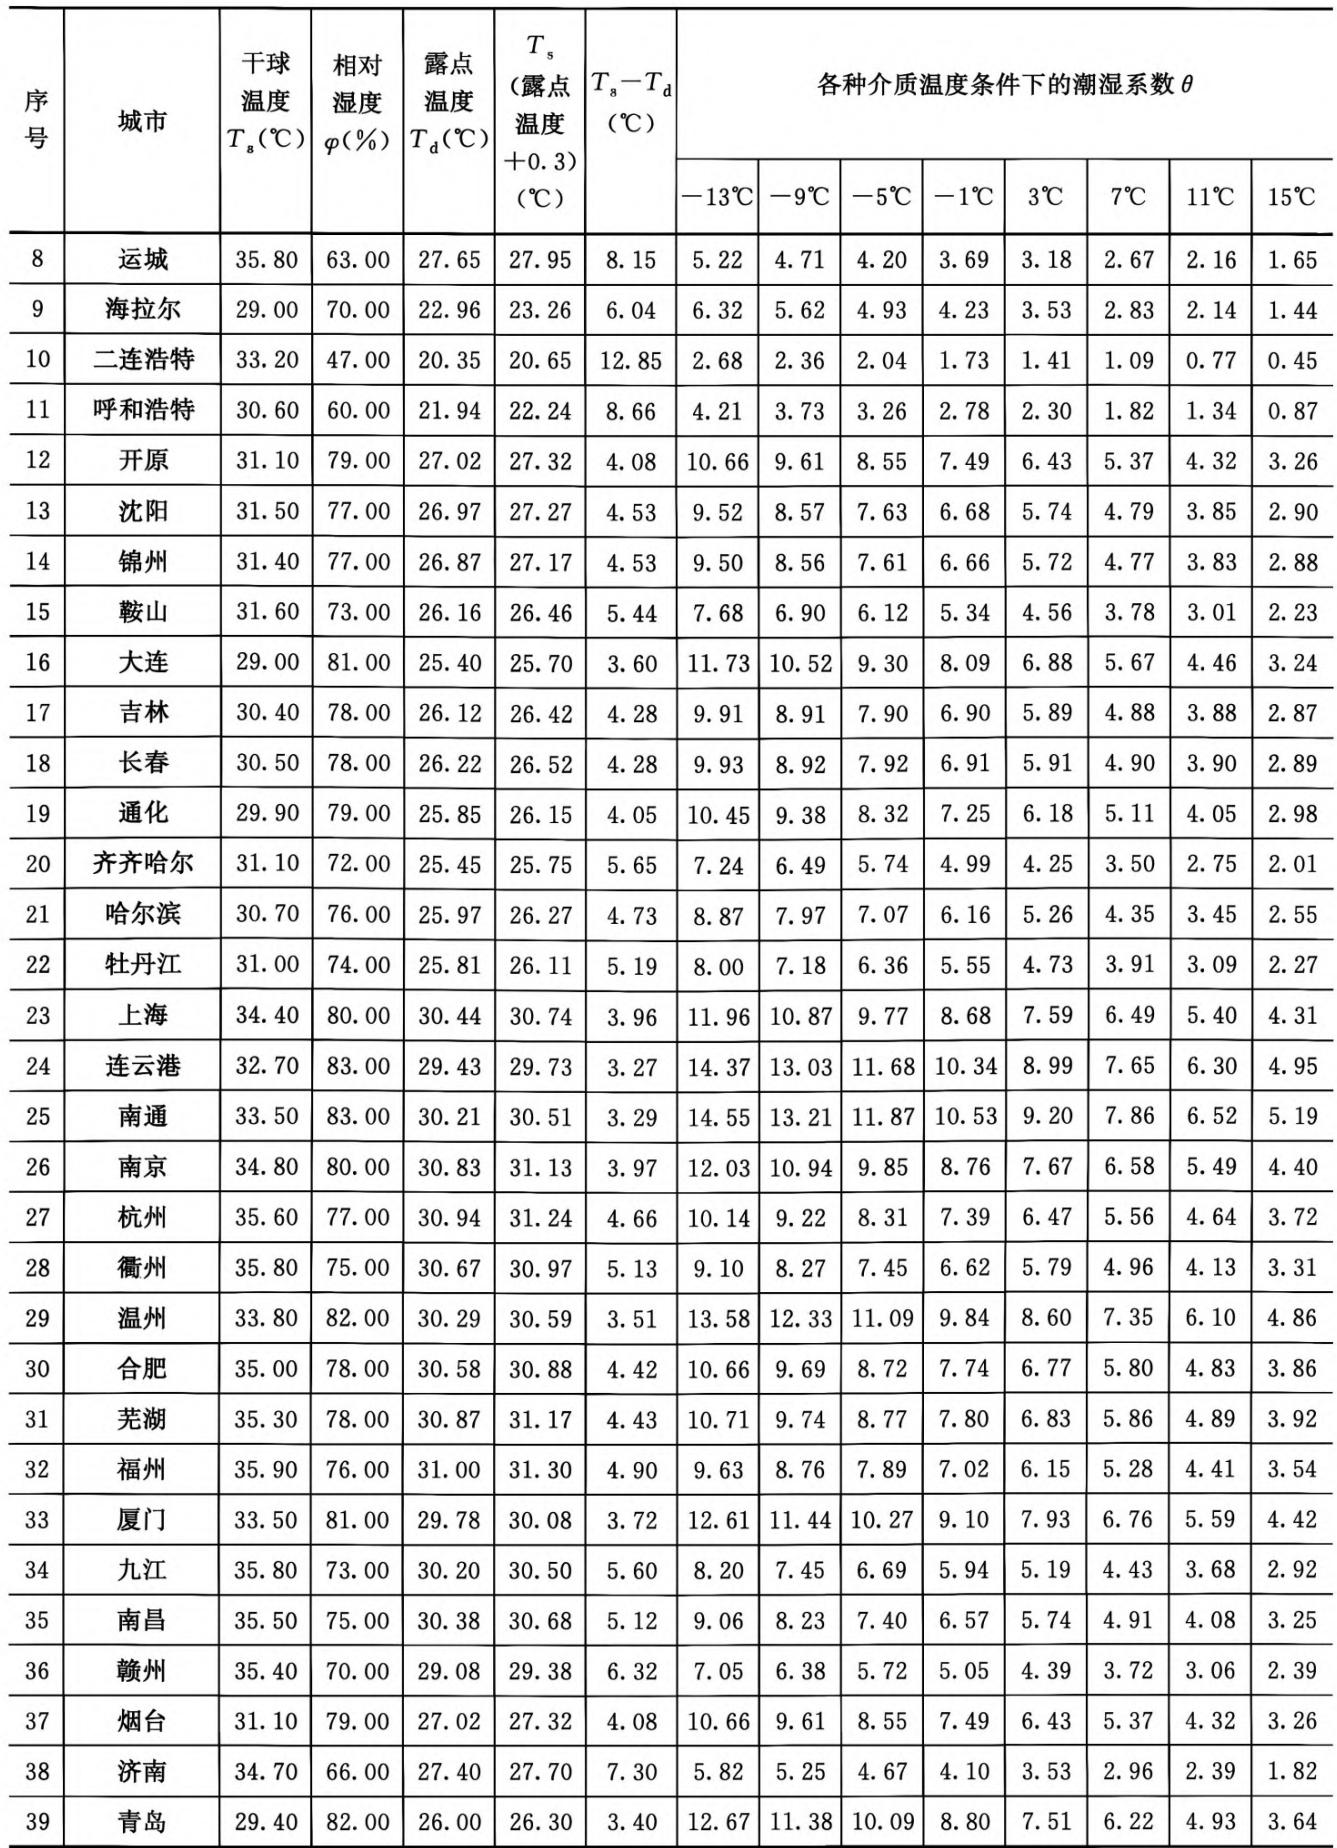 序号 城市 干球温度 Ts(℃) 相对湿度 φ(%) 露点温度 Td(℃) Ts(露点温度+0.3)(℃) Ts－Td(℃) 各种介质温度条件下的潮湿系数 θ
－13℃ －9℃ －5℃ －1℃ 3℃ 7℃ 11℃ 15℃
8 运城 35.80 63.00 27.65 27.95 8.15 5.22 4.71 4.20 3.69 3.18 2.67 2.16 1.65
9 海拉尔 29.00 70.00 22.96 23.26 6.04 6.32 5.62 4.93 4.23 3.53 2.83 2.14 1.44
10 二连浩特 33.20 47.00 20.35 20.65 12.85 2.68 2.36 2.04 1.73 1.41 1.09 0.77 0.45
11 呼和浩特 30.60 60.00 21.94 22.24 8.66 4.21 3.73 3.26 2.78 2.30 1.82 1.34 0.87
12 开原 31.10 79.00 27.02 27.32 4.08 10.66 9.61 8.55 7.49 6.43 5.37 4.32 3.26
13 沈阳 31.50 77.00 26.97 27.27 4.53 9.52 8.57 7.63 6.68 5.74 4.79 3.85 2.90
14 锦州 31.40 77.00 26.87 27.17 4.53 9.50 8.56 7.61 6.66 5.72 4.77 3.83 2.88
15 鞍山 31.60 73.00 26.16 26.46 5.44 7.68 6.90 6.12 5.34 4.56 3.78 3.01 2.23
16 大连 29.00 81.00 25.40 25.70 3.60 11.73 10.52 9.30 8.09 6.88 5.67 4.46 3.24
17 吉林 30.40 78.00 26.12 26.42 4.28 9.91 8.91 7.90 6.90 5.89 4.88 3.88 2.87
18 长春 30.50 78.00 26.22 26.52 4.28 9.93 8.92 7.92 6.91 5.91 4.90 3.90 2.89
19 通化 29.90 79.00 25.85 26.15 4.05 10.45 9.38 8.32 7.25 6.18 5.11 4.05 2.98
20 齐齐哈尔 31.10 72.00 25.45 25.75 5.65 7.24 6.49 5.74 4.99 4.25 3.50 2.75 2.01
21 哈尔滨 30.70 76.00 25.97 26.27 4.73 8.87 7.97 7.07 6.16 5.26 4.35 3.45 2.55
22 牡丹江 31.00 74.00 25.81 26.11 5.19 8.00 7.18 6.36 5.55 4.73 3.91 3.09 2.27
23 上海 34.40 80.00 30.44 30.74 3.96 11.96 10.87 9.77 8.68 7.59 6.49 5.40 4.31
24 连云港 32.70 83.00 29.43 29.73 3.27 14.37 13.03 11.68 10.34 8.99 7.65 6.30 4.95
25 南通 33.50 83.00 30.21 30.51 3.29 14.55 13.21 11.87 10.53 9.20 7.86 6.52 5.19
26 南京 34.80 80.00 30.83 31.13 3.97 12.03 10.94 9.85 8.76 7.67 6.58 5.49 4.40
27 杭州 35.60 77.00 30.94 31.24 4.66 10.14 9.22 8.31 7.39 6.47 5.56 4.64 3.72
28 衢州 35.80 75.00 30.67 30.97 5.13 9.10 8.27 7.45 6.62 5.79 4.96 4.13 3.31
29 温州 33.80 82.00 30.29 30.59 3.51 13.58 12.33 11.09 9.84 8.60 7.35 6.10 4.86
30 合肥 35.00 78.00 30.58 30.88 4.42 10.66 9.69 8.72 7.74 6.77 5.80 4.83 3.86
31 芜湖 35.30 78.00 30.87 31.17 4.43 10.71 9.74 8.77 7.80 6.83 5.86 4.89 3.92
32 福州 35.90 76.00 31.00 31.30 4.90 9.63 8.76 7.89 7.02 6.15 5.28 4.41 3.54
33 厦门 33.50 81.00 29.78 30.08 3.72 12.61 11.44 10.27 9.10 7.93 6.76 5.59 4.42
34 九江 35.80 73.00 30.20 30.50 5.60 8.20 7.45 6.69 5.94 5.19 4.43 3.68 2.92
35 南昌 35.50 75.00 30.38 30.68 5.12 9.06 8.23 7.40 6.57 5.74 4.91 4.08 3.25
36 赣州 35.40 70.00 29.08 29.38 6.32 7.05 6.38 5.72 5.05 4.39 3.72 3.06 2.39
37 烟台 31.10 79.00 27.02 27.32 4.08 10.66 9.61 8.55 7.49 6.43 5.37 4.32 3.26
38 济南 34.70 66.00 27.40 27.70 7.30 5.82 5.25 4.67 4.10 3.53 2.96 2.39 1.82
39 青岛 29.40 82.00 26.00 26.30 3.40 12.67 11.38 10.09 8.80 7.51 6.22 4.93 3.64